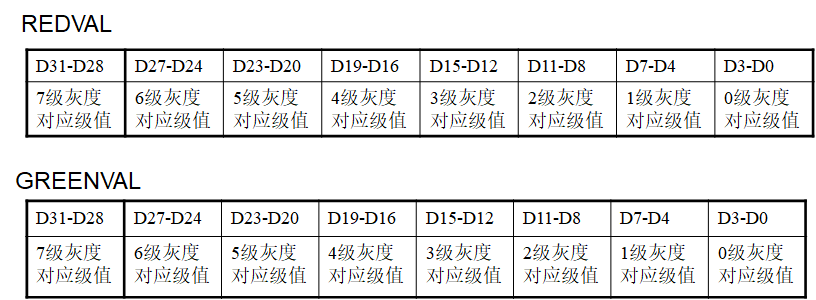 REDVAL
D31-D28 D27-D24 D23-D20 D19-D16 D15-D12 D11-D8 D7-D4 D3-D0
7级灰度 6级灰度 5级灰度 4级灰度 3级灰度 2级灰度 1级灰度 0级灰度
对应级值 对应级值 对应级值 对应级值 对应级值 对应级值 对应级值 对应级值
GREENVAL
D31-D28 D27-D24 D23-D20 D19-D16 D15-D12 D11-D8 D7-D4 D3-D0
7级灰度 6级灰度 5级灰度 4级灰度 3级灰度 2级灰度 1级灰度 0级灰度
对应级值 对应级值 对应级值 对应级值 对应级值 对应级值 对应级值 对应级值